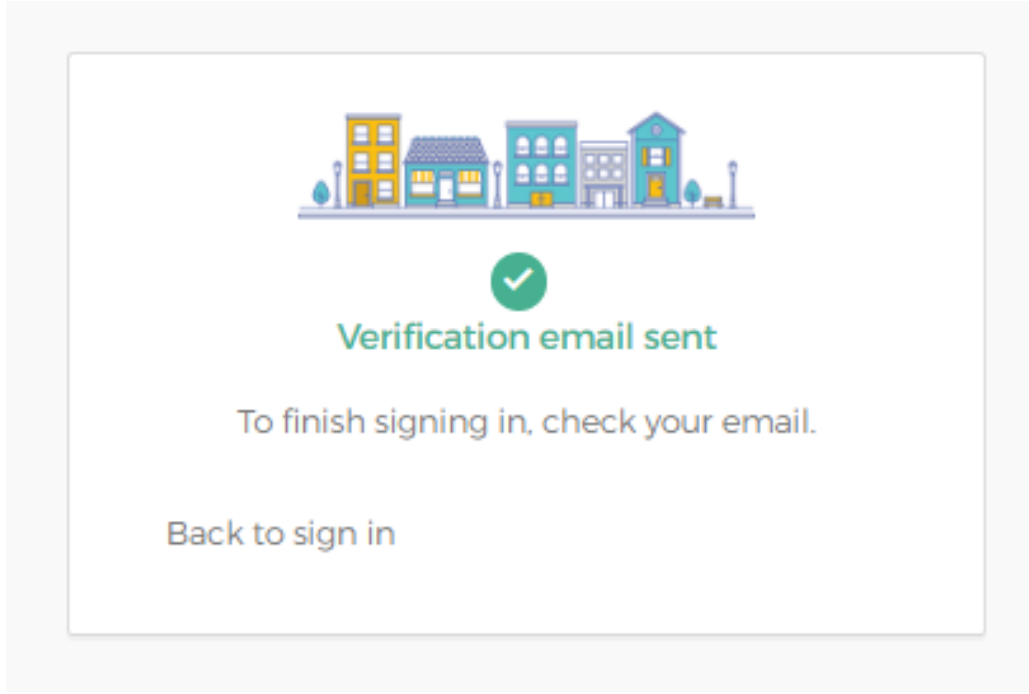 Verification email sent
To finish signing in, check your email.
Back to sign in